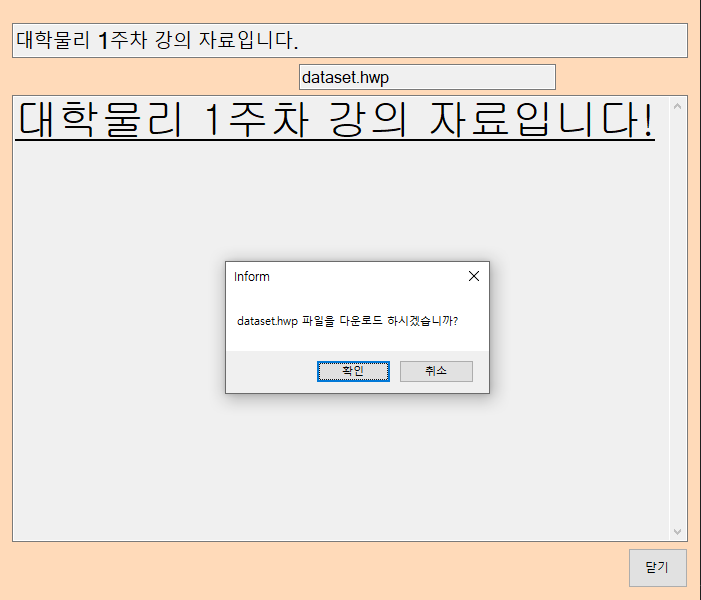 대학물리 1주차 강의 자료입니다.
dataset.hwp
대학물리 1주차 강의 자료입니다!
Inform
dataset.hwp 파일을 다운로드 하시겠습니까?
확인 취소
닫기